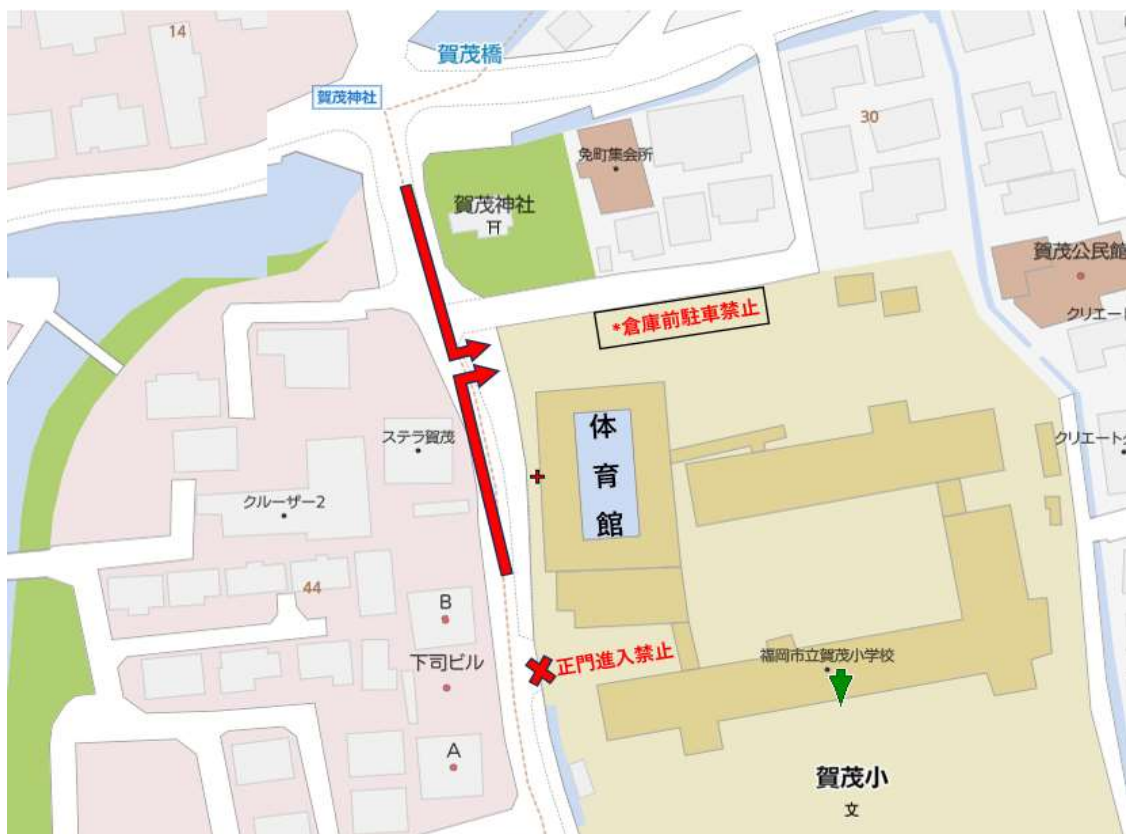 14
賀茂橋
賀茂神社
30
免町集会所
賀茂神社
賀茂公民館
*倉庫前駐車禁止
クリエート
体育館
ステラ賀茂
クリエートク
クルーザー2
44
B
下司ビル
正門進入禁止
福岡市立賀茂小学校
A
賀茂小
文